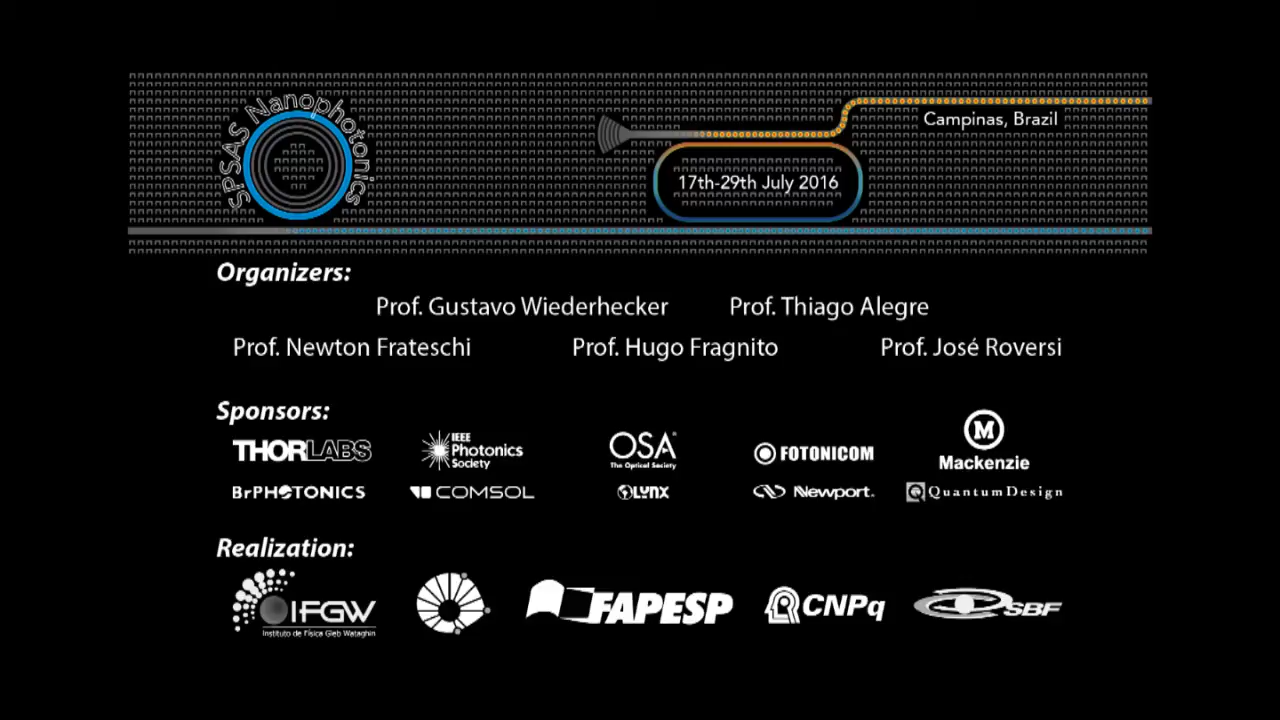 SPSAS Nanophotonics
Campinas, Brazil
17th-29th July 2016
Organizers:
Prof. Gustavo Wiederhecker Prof. Thiago Alegre
Prof. Newton Frateschi Prof. Hugo Fragnito Prof. José Roversi
Sponsors:
THORLABS IEEE Photonics Society OSA The Optical Society FOTONICOM M Mackenzie
BrPHOTONICS COMSOL LYNX Newport. QuantumDesign
Realization:
IFGW FAPESP CNPq SBF
Instituto de Física Gleb Wataghin